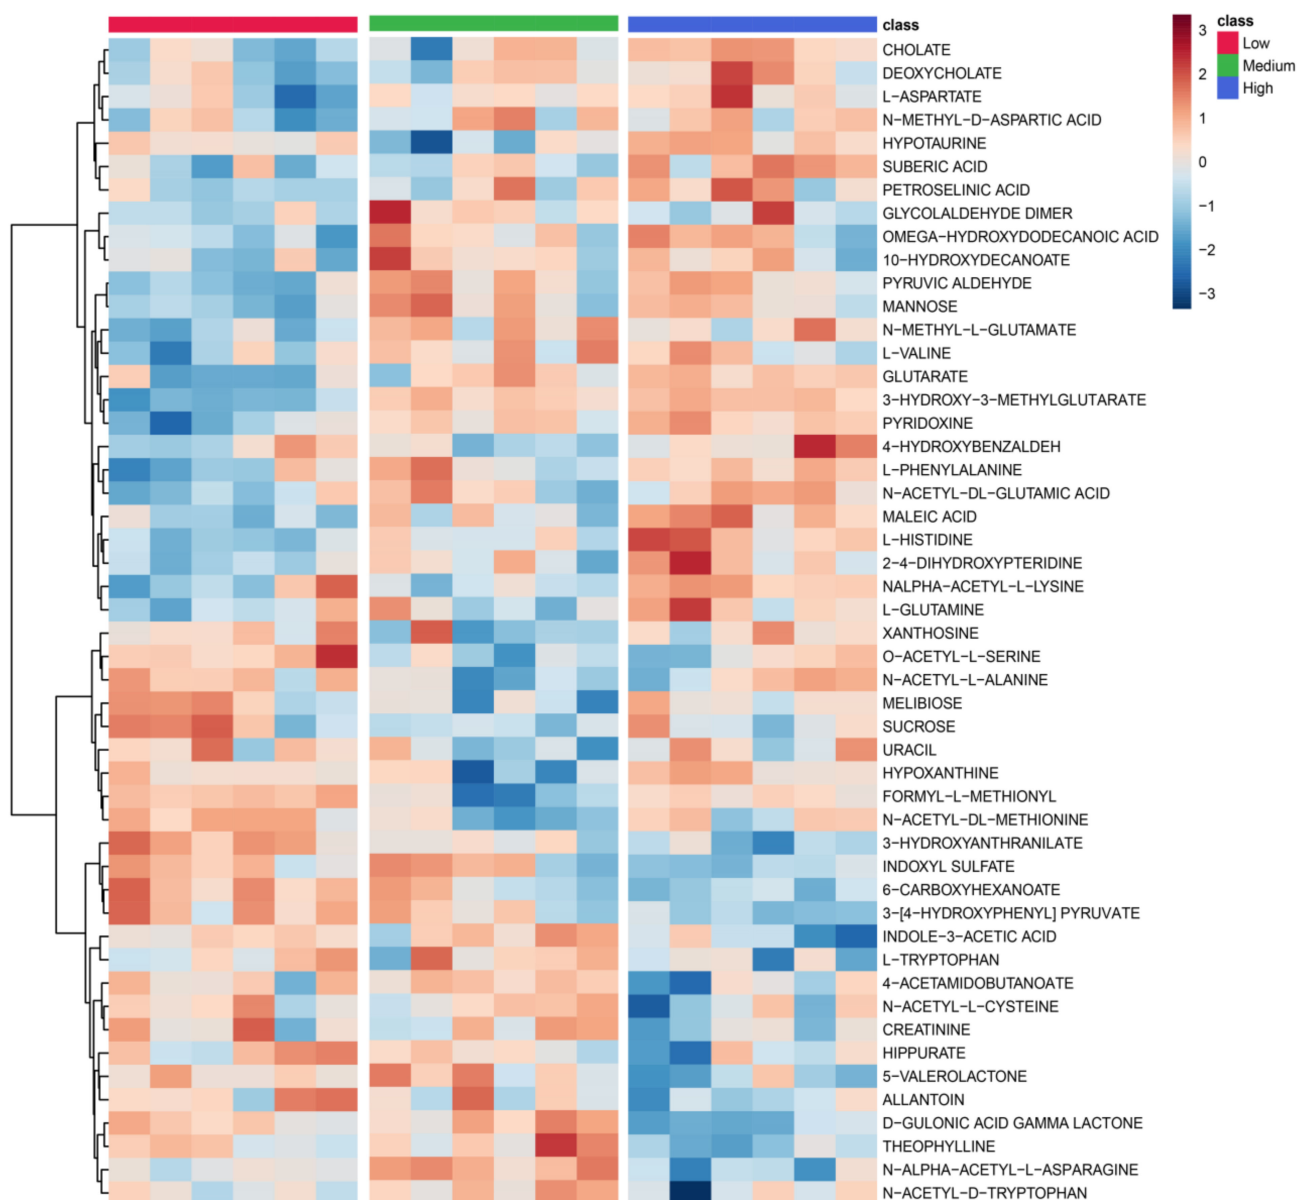 class
CHOLATE
DEOXYCHOLATE
L−ASPARTATE
N−METHYL−D−ASPARTIC ACID
HYPOTAURINE
SUBERIC ACID
PETROSELINIC ACID
GLYCOLALDEHYDE DIMER
OMEGA−HYDROXYDODECANOIC ACID
10−HYDROXYDECANOATE
PYRUVIC ALDEHYDE
MANNOSE
N−METHYL−L−GLUTAMATE
L−VALINE
GLUTARATE
3−HYDROXY−3−METHYLGLUTARATE
PYRIDOXINE
4−HYDROXYBENZALDEH
L−PHENYLALANINE
N−ACETYL−DL−GLUTAMIC ACID
MALEIC ACID
L−HISTIDINE
2−4−DIHYDROXYPTERIDINE
NALPHA−ACETYL−L−LYSINE
L−GLUTAMINE
XANTHOSINE
O−ACETYL−L−SERINE
N−ACETYL−L−ALANINE
MELIBIOSE
SUCROSE
URACIL
HYPOXANTHINE
FORMYL−L−METHIONYL
N−ACETYL−DL−METHIONINE
3−HYDROXYANTHRANILATE
INDOXYL SULFATE
6−CARBOXYHEXANOATE
3−[4−HYDROXYPHENYL] PYRUVATE
INDOLE−3−ACETIC ACID
L−TRYPTOPHAN
4−ACETAMIDOBUTANOATE
N−ACETYL−L−CYSTEINE
CREATININE
HIPPURATE
5−VALEROLACTONE
ALLANTOIN
D−GULONIC ACID GAMMA LACTONE
THEOPHYLLINE
N−ALPHA−ACETYL−L−ASPARAGINE
N−ACETYL−D−TRYPTOPHAN
3
2
1
0
−1
−2
−3
class
Low
Medium
High